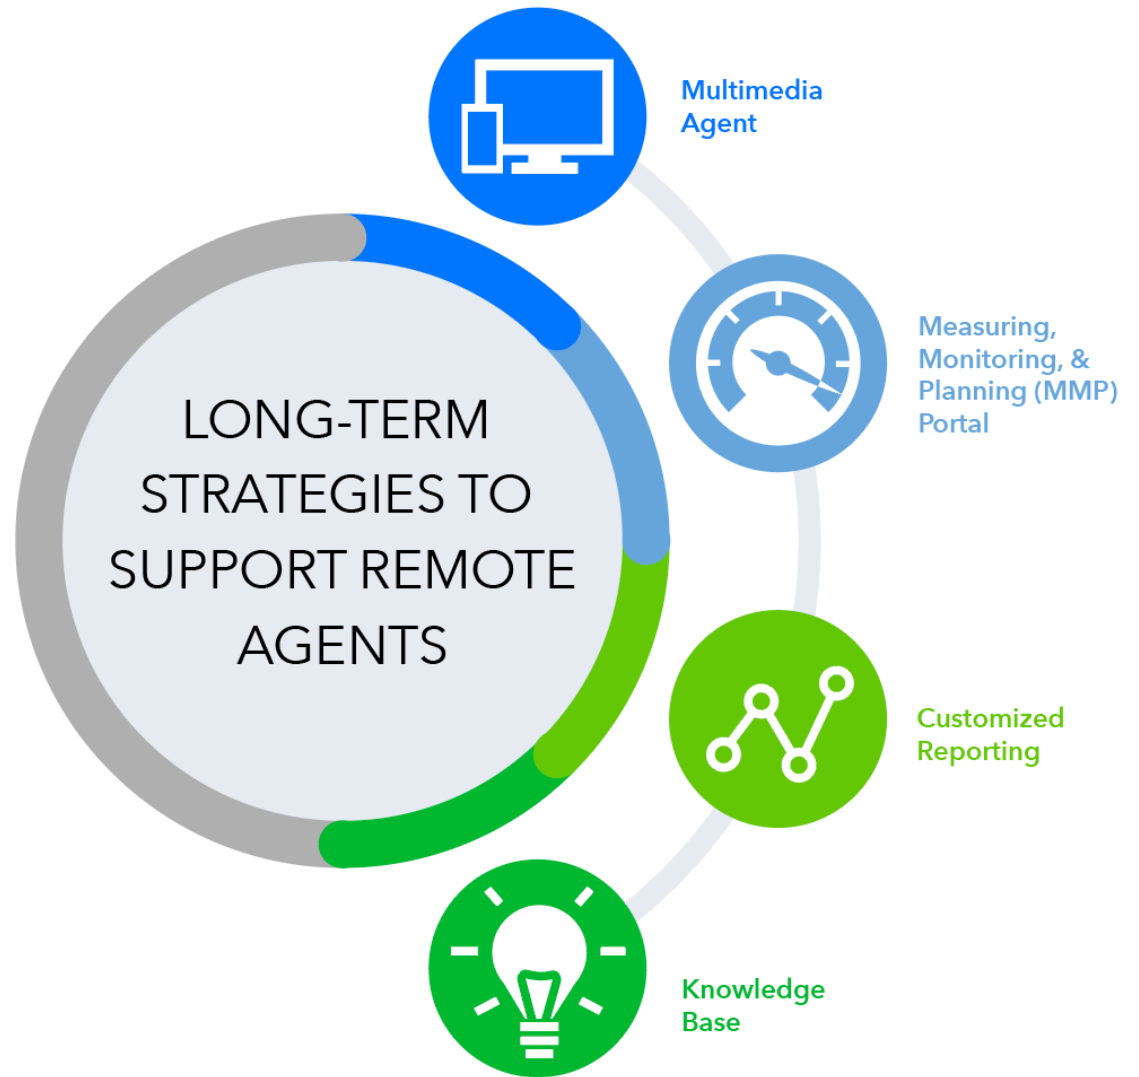 Multimedia
Agent
Measuring,
Monitoring, &
Planning (MMP)
Portal
LONG-TERM
STRATEGIES TO
SUPPORT REMOTE
AGENTS
Customized
Reporting
Knowledge
Base